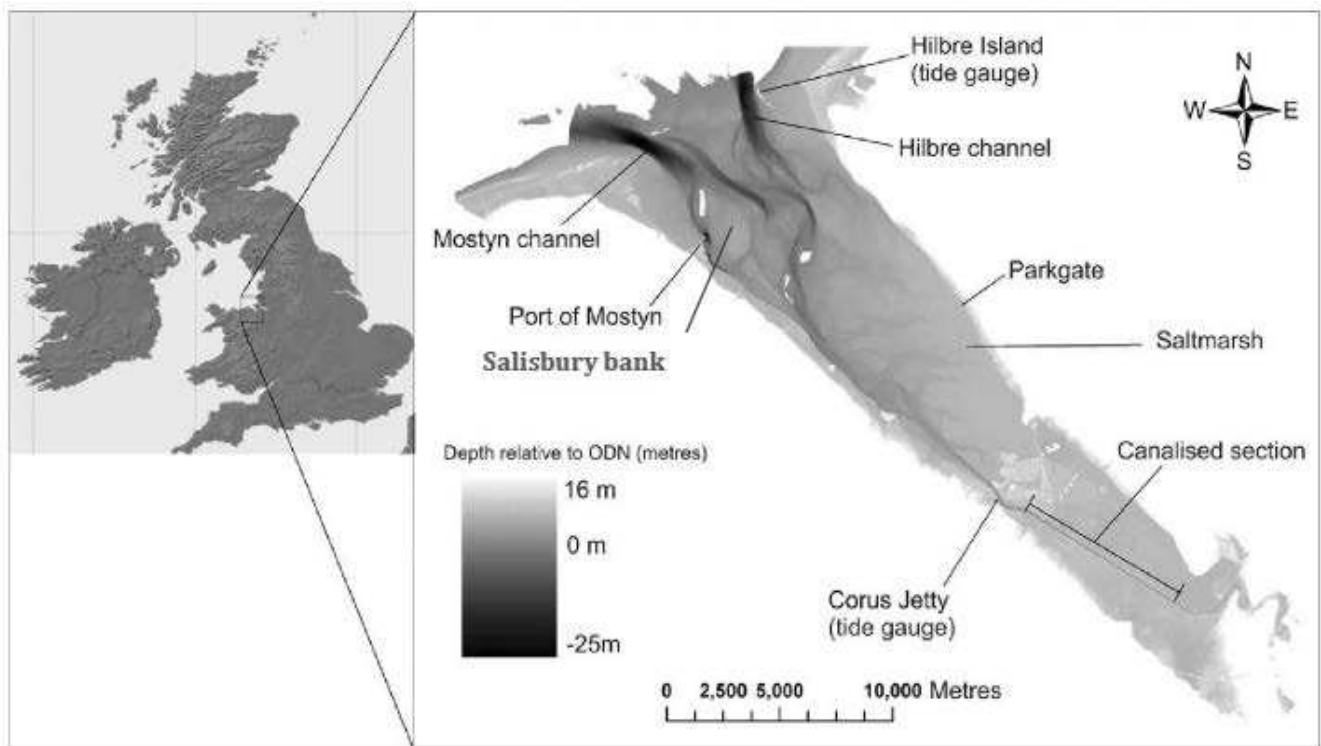 Hilbre Island
(tide gauge)
N
W
E
S
Hilbre channel
Mostyn channel
Parkgate
Port of Mostyn
Saltmarsh
Salisbury bank
Depth relative to ODN (metres)
Canalised section
16 m
0 m
-25m
Corus Jetty
(tide gauge)
0 2,500 5,000 10,000 Metres